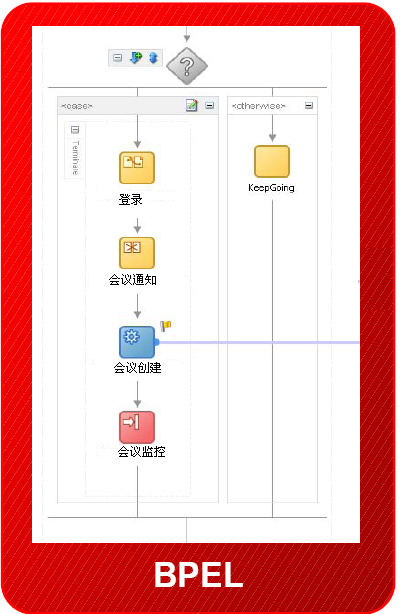 <case>
<otherwise>
Terminate
登录
KeepGoing
会议通知
会议创建
会议监控
BPEL